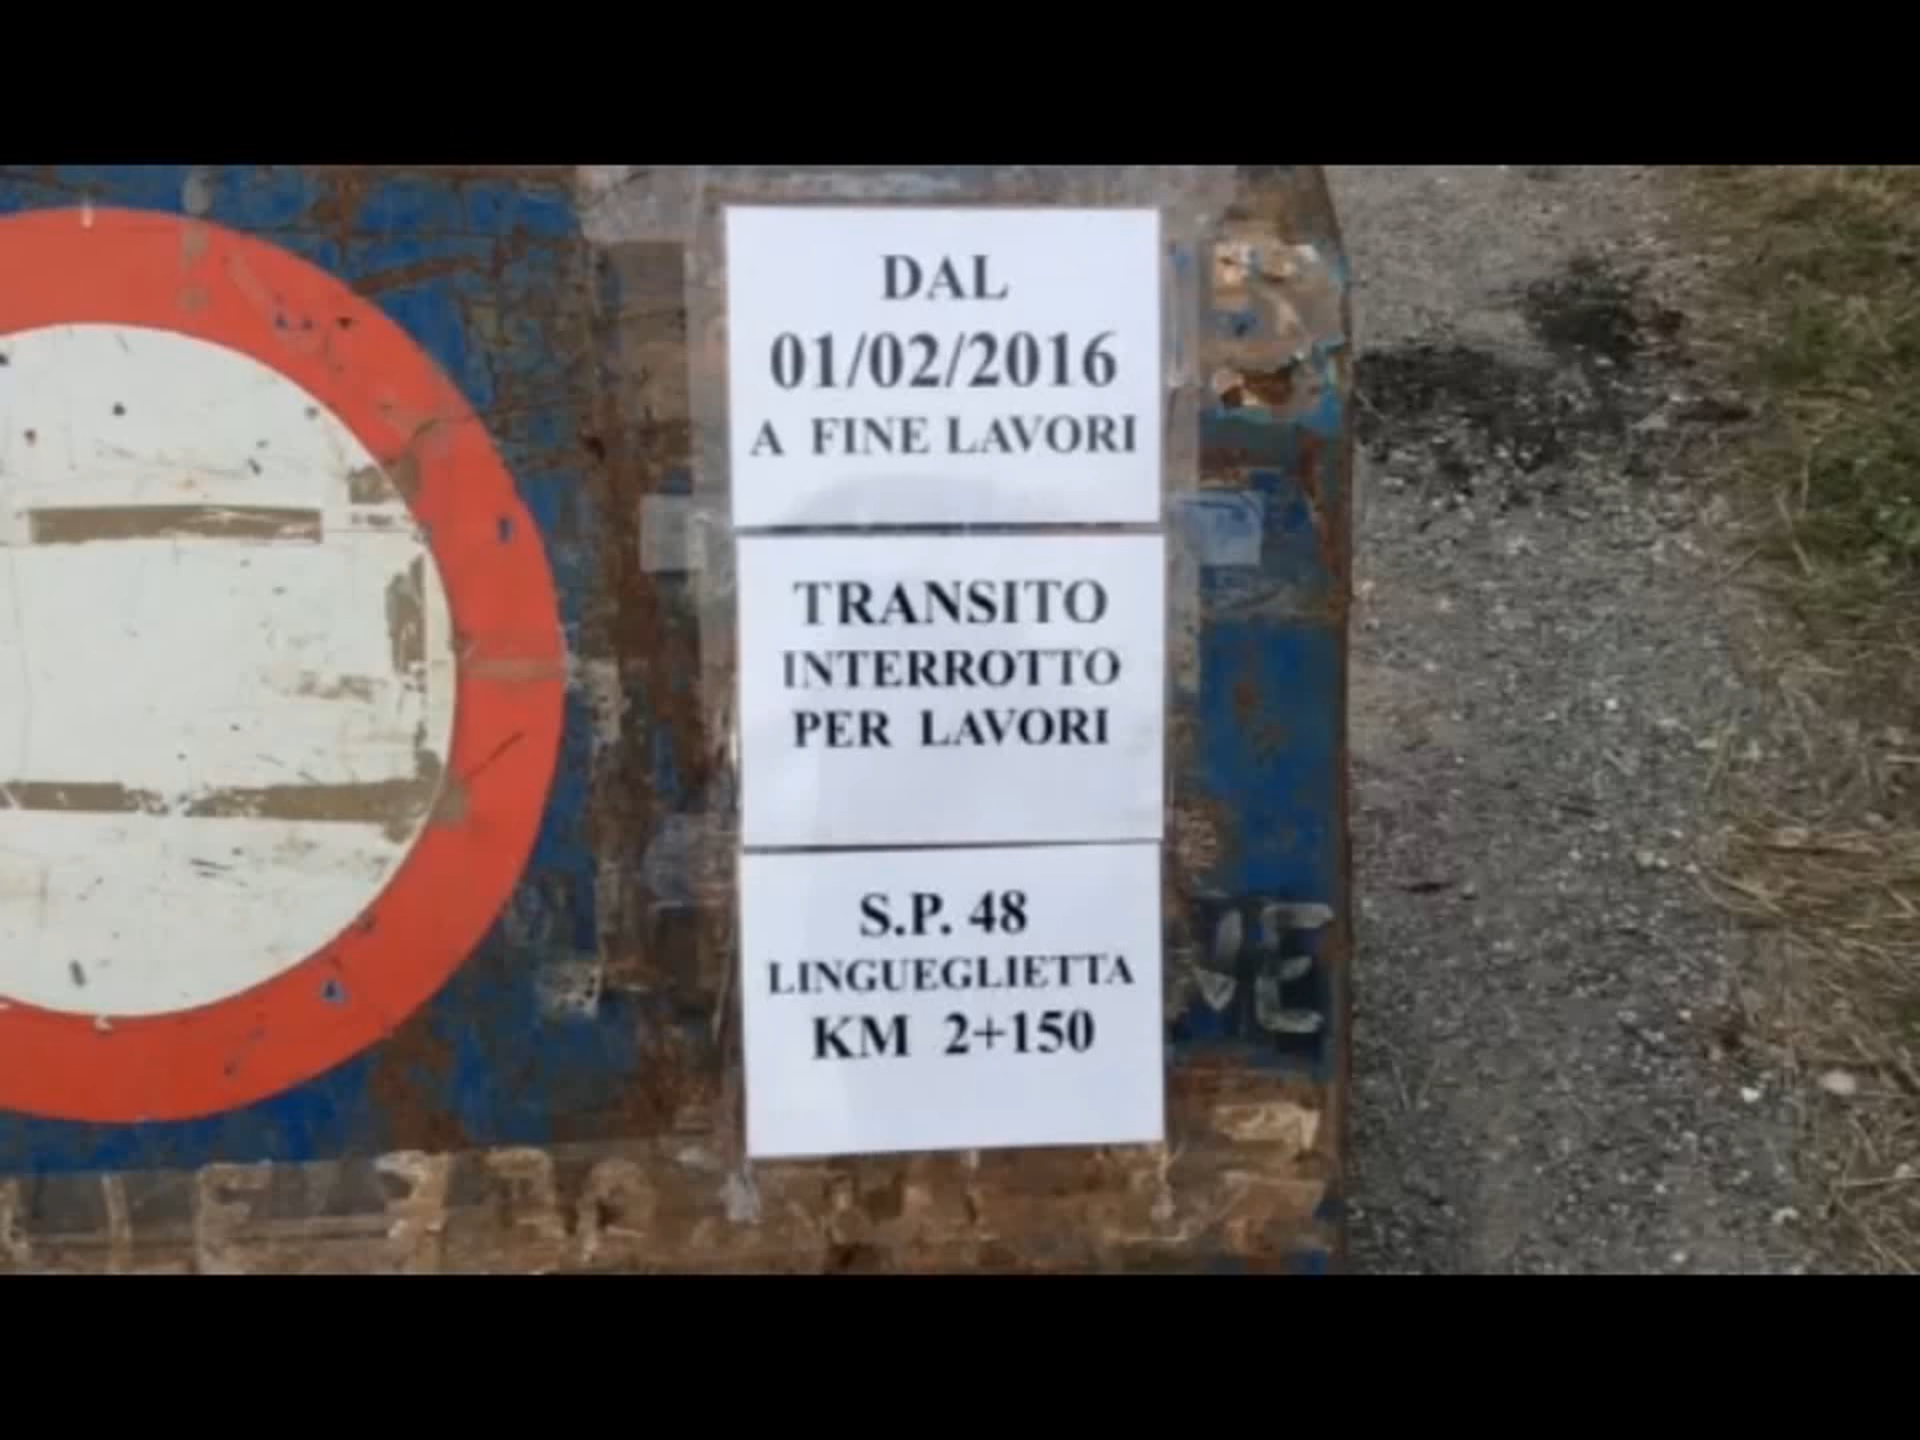 DAL
01/02/2016
A FINE LAVORI
TRANSITO
INTERROTTO
PER LAVORI
S.P. 48
LINGUEGLIETTA
KM 2+150